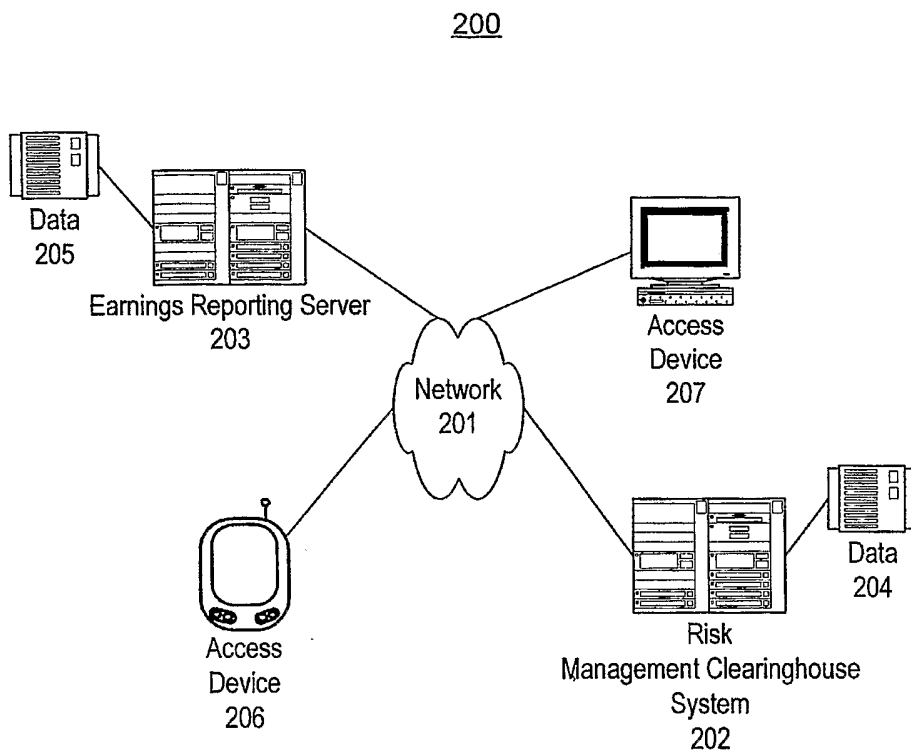 200
Data
205
Earnings Reporting Server
203
Access
Device
207
Network
201
Data
204
Access
Device
206
Risk
Management Clearinghouse
System
202